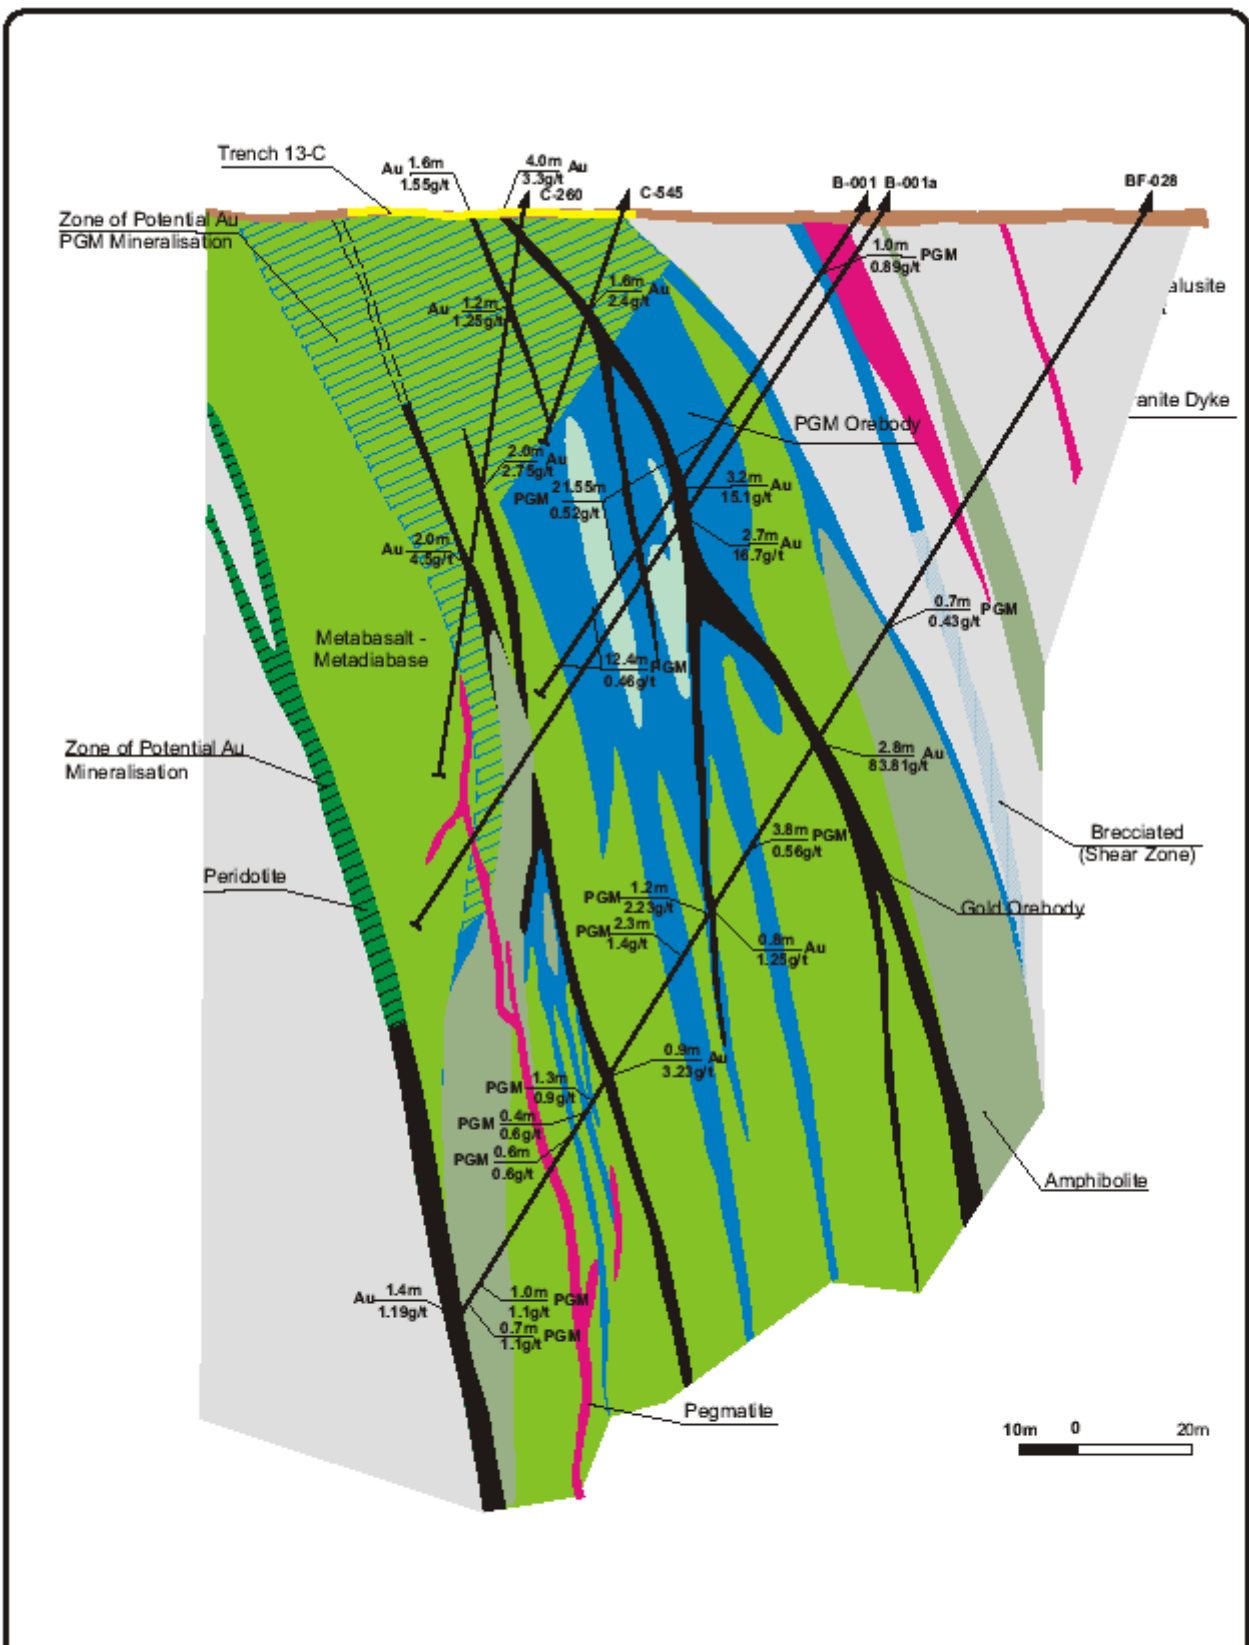 Trench 13-C
Au 1.6m
1.55g/t
4.0m Au
3.3g/t
C-260
C-545
B-001 B-001a
BF-028
Zone of Potential Au
PGM Mineralisation
1.0m PGM
0.89g/t
Au 1.2m
1.25g/t
1.6m Au
2.4g/t
alusite
ranite Dyke
PGM Orebody
2.0m Au
2.75g/t
PGM 21.55m
0.52g/t
3.2m Au
15.1g/t
2.7m Au
16.7g/t
Au 2.0m
4.5g/t
0.7m PGM
0.43g/t
Metabasalt -
Metadiabase
12.4m PGM
0.46g/t
Zone of Potential Au
Mineralisation
2.8m Au
83.81g/t
Brecciated
(Shear Zone)
3.8m PGM
0.56g/t
Peridotite
PGM 1.2m
2.23g/t
Gold Orebody
PGM 2.3m
1.4g/t
0.8m Au
1.25g/t
0.9m Au
3.23g/t
PGM 1.3m
0.9g/t
PGM 0.4m
0.6g/t
PGM 0.6m
0.6g/t
Amphibolite
Au 1.4m
1.19g/t
1.0m PGM
1.1g/t
0.7m PGM
1.1g/t
Pegmatite
10m 0 20m